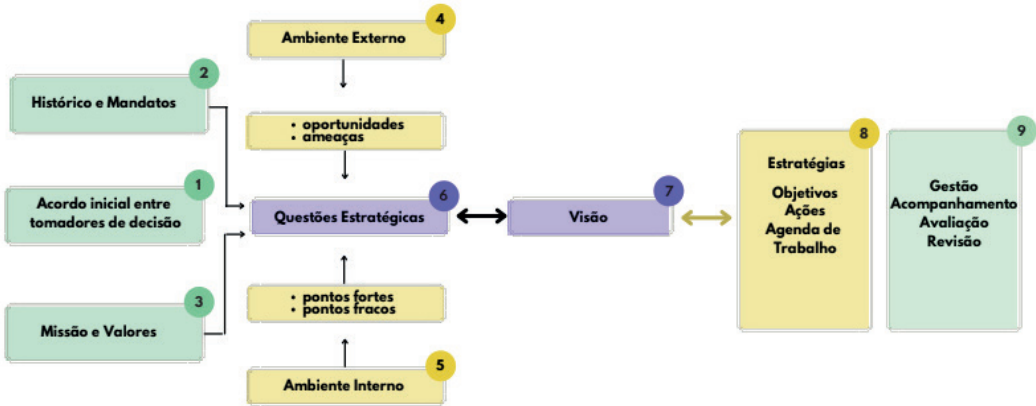 4
Ambiente Externo
2
Histórico e Mandatos
• oportunidades
• ameaças
1
Acordo inicial entre
tomadores de decisão
6
Questões Estratégicas
7
Visão
8
Estratégias
Objetivos
Ações
Agenda de
Trabalho
9
Gestão
Acompanhamento
Avaliação
Revisão
3
Missão e Valores
• pontos fortes
• pontos fracos
5
Ambiente Interno